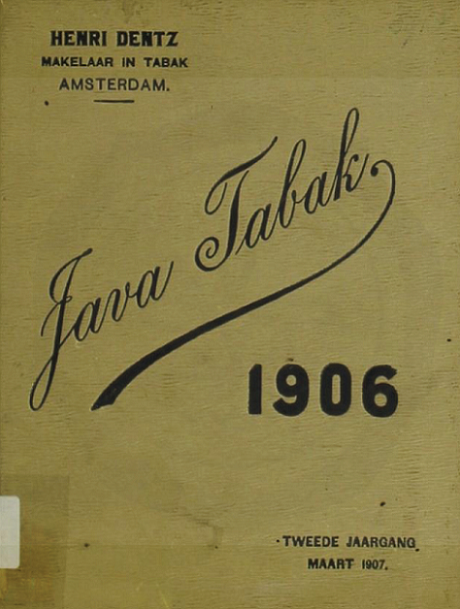 HENRI DENTZ
MAKELAAR IN TABAK
AMSTERDAM.
Java Tabak
1906
TWEEDE JAARGANG.
MAART 1907.